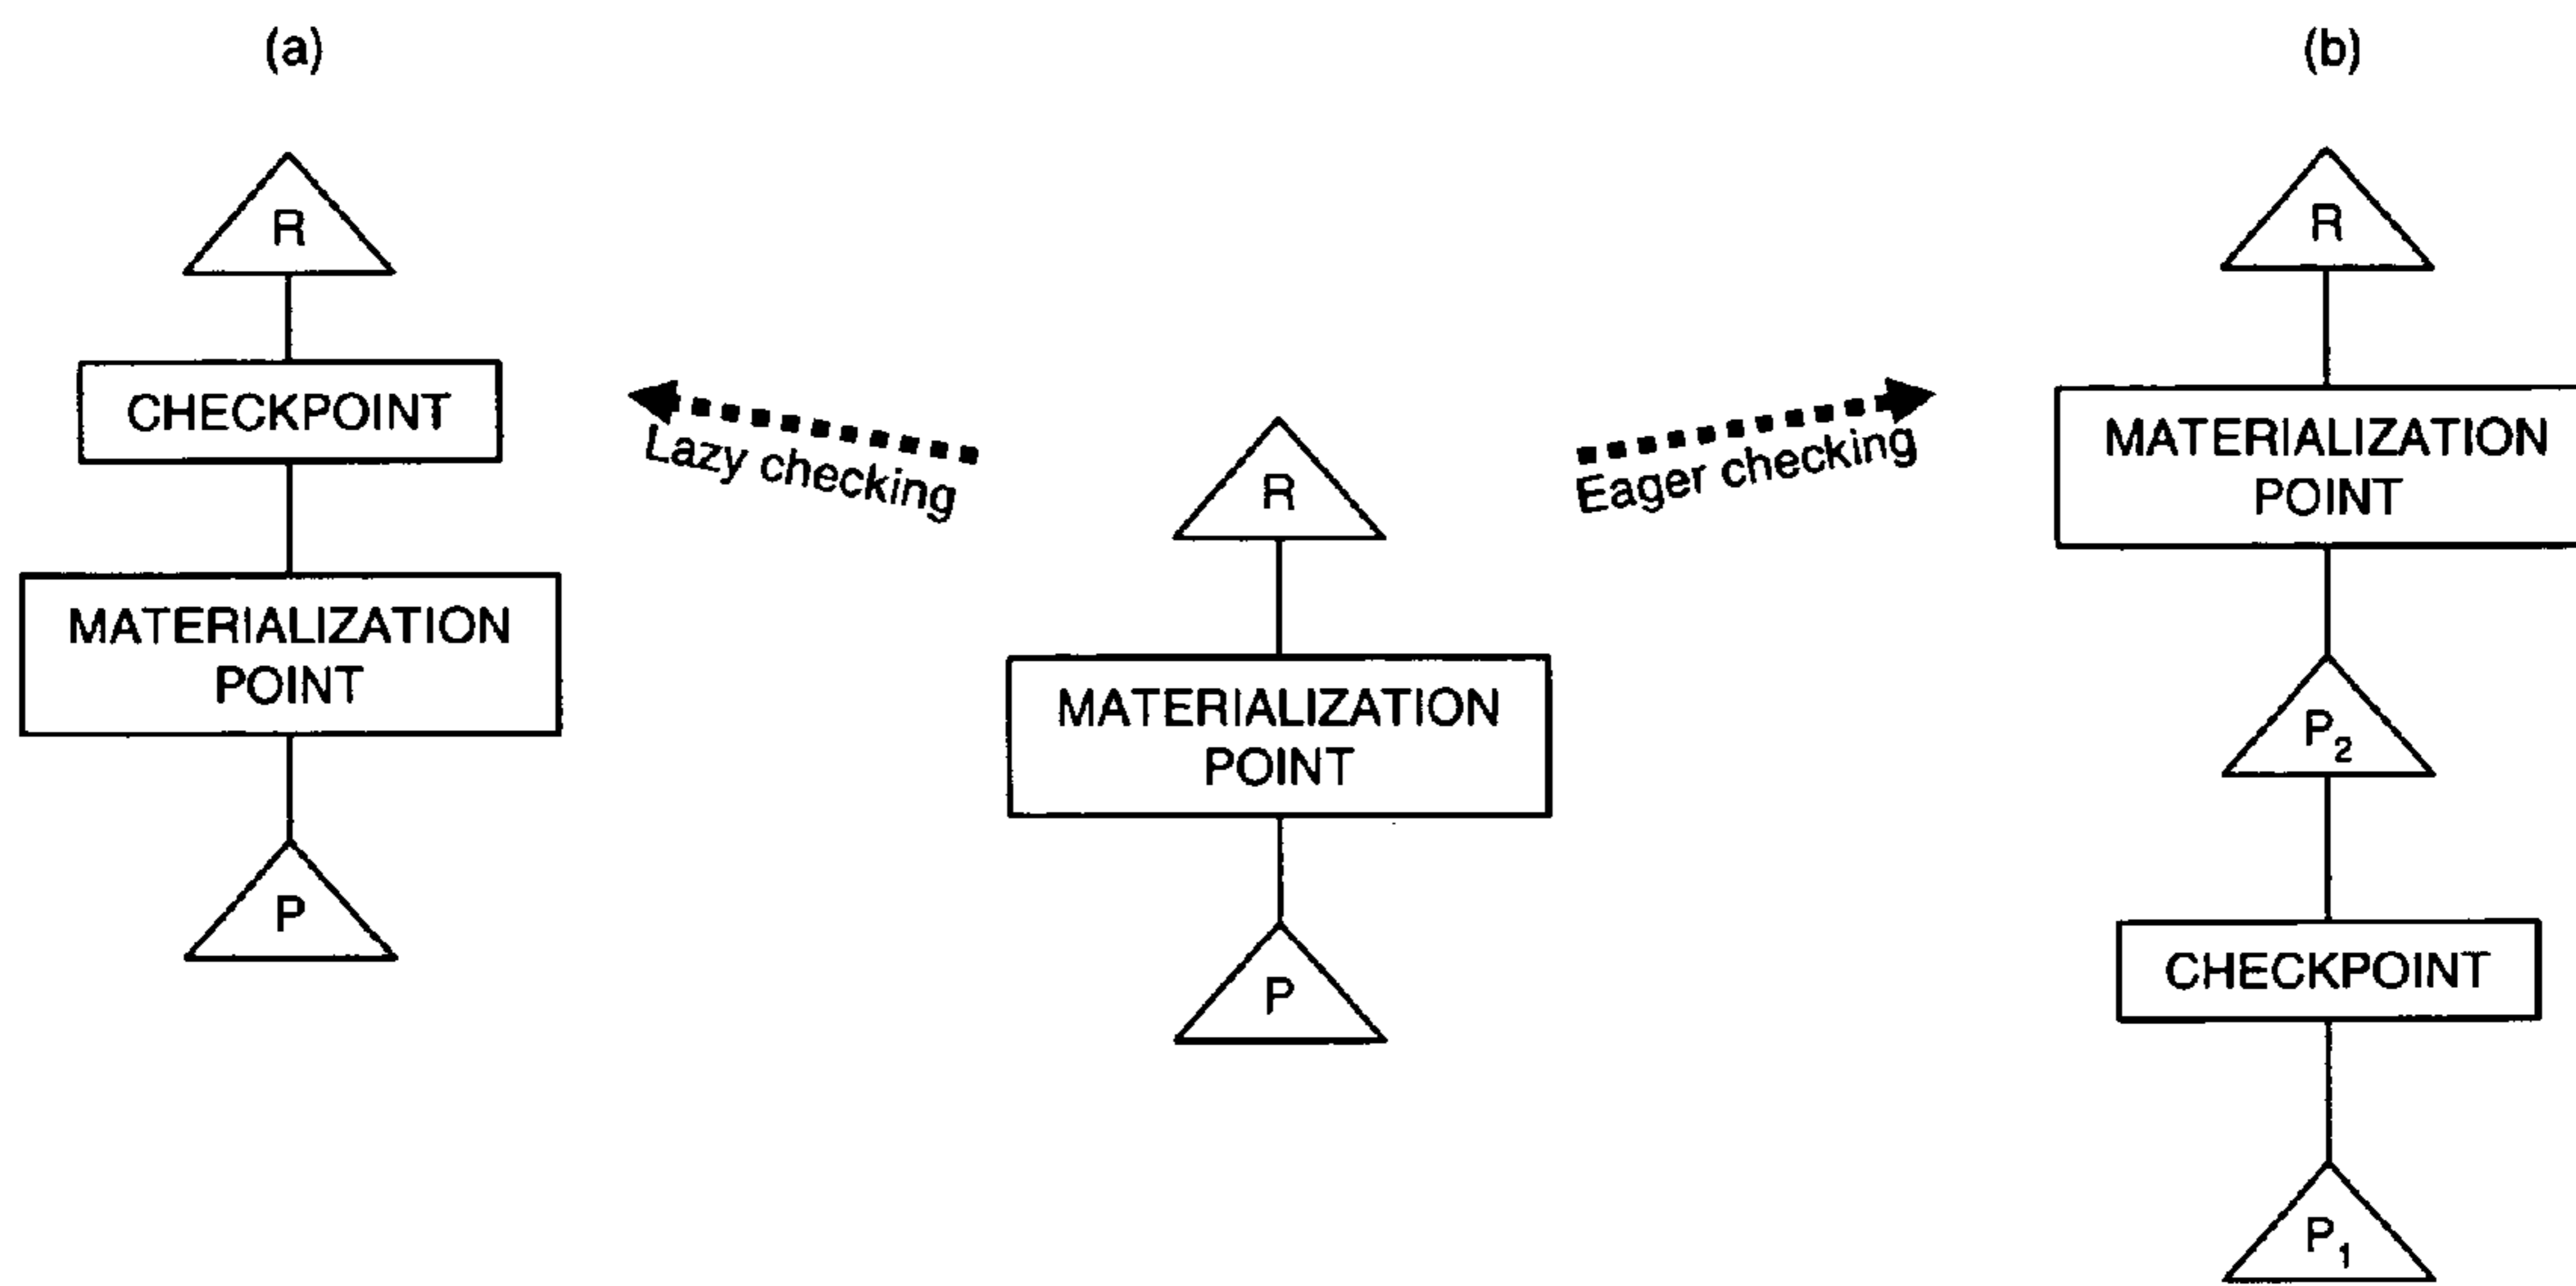 (a)
R
CHECKPOINT
MATERIALIZATION
POINT
P
Lazy checking
R
MATERIALIZATION
POINT
P
Eager checking
(b)
R
MATERIALIZATION
POINT
P2
CHECKPOINT
P1